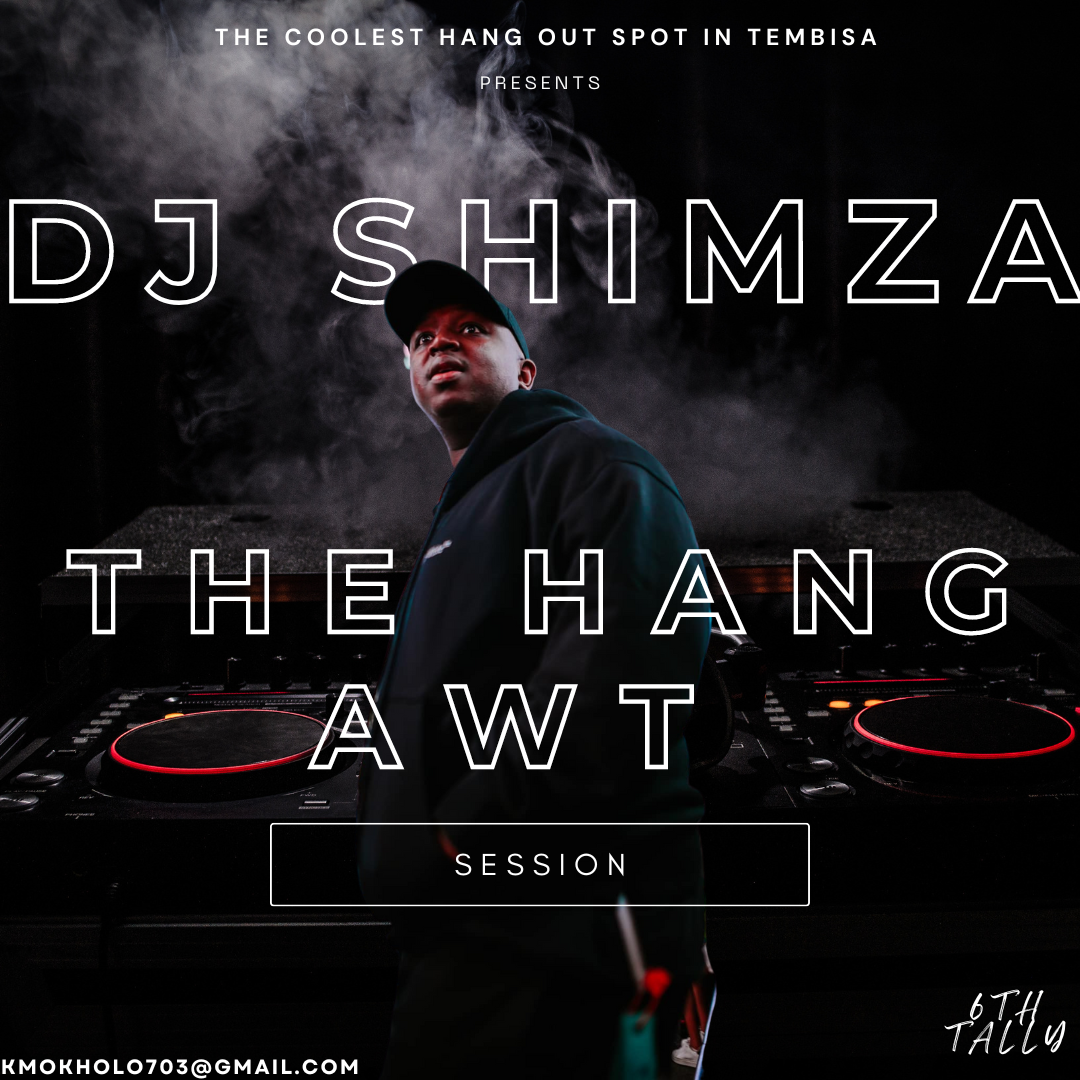 THE COOLEST HANG OUT SPOT IN TEMBISA
PRESENTS
DJ SHIMZA
THE HANG
AWT
SESSION
6TH
TALLY
KMOKHOLO703@GMAIL.COM